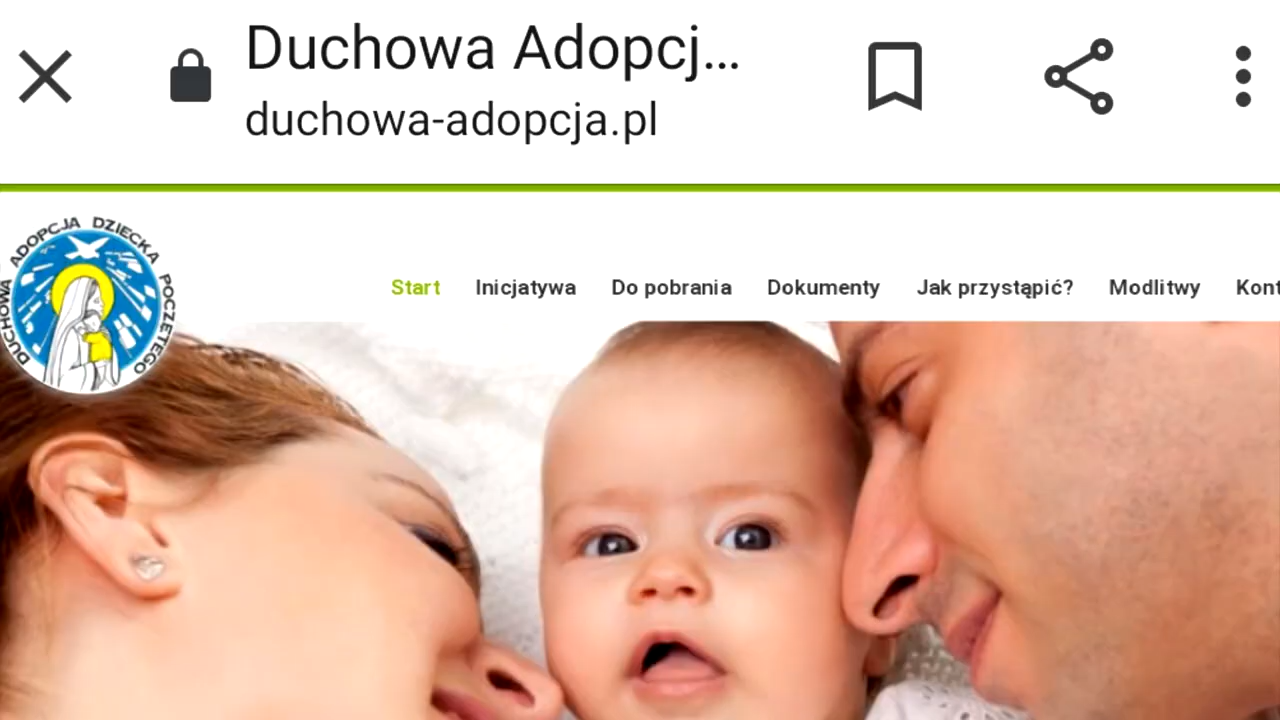 Duchowa Adopcj...
duchowa-adopcja.pl
DUCHOWA ADOPCJA DZIECKA POCZĘTEGO
Start Inicjatywa Do pobrania Dokumenty Jak przystąpić? Modlitwy Kont